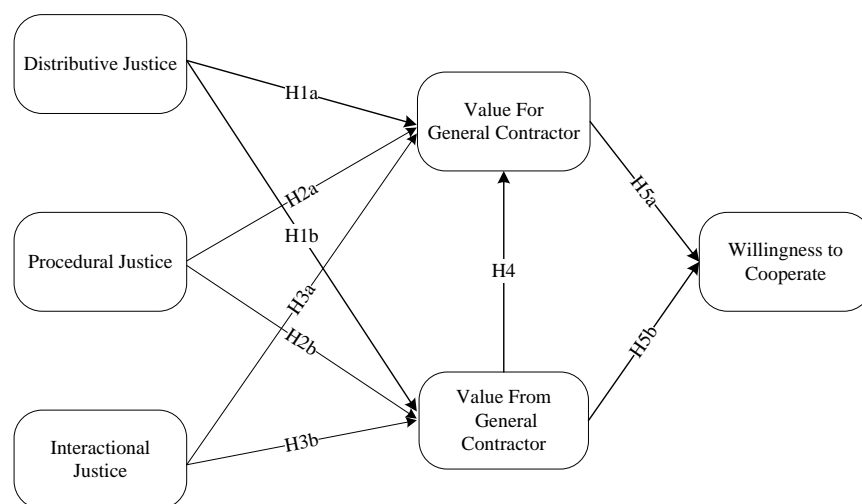 Distributive Justice
H1a
Value For
General Contractor
H2a
H5a
H1b
Procedural Justice
H4
Willingness to
Cooperate
H3a
H2b
H5b
Value From
General
Contractor
H3b
Interactional
Justice